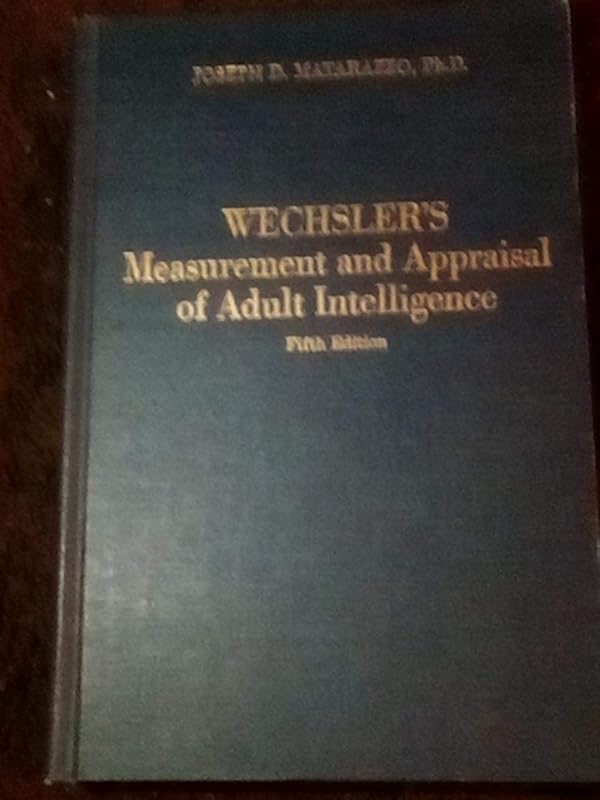 JOSEPH D. MATARAZZO, Ph.D.
WECHSLER'S
Measurement and Appraisal
of Adult Intelligence
Fifth Edition